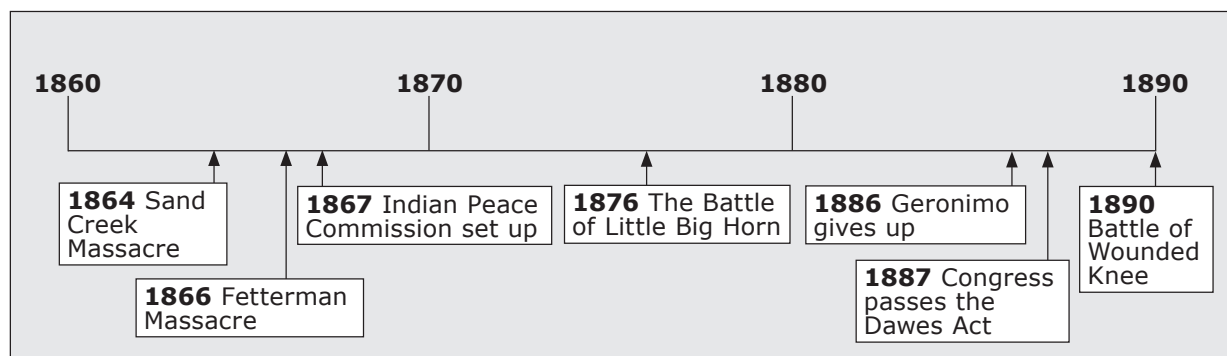 1860
1870
1880
1890
1864 Sand
Creek
Massacre
1866 Fetterman
Massacre
1867 Indian Peace
Commission set up
1876 The Battle
of Little Big Horn
1886 Geronimo
gives up
1887 Congress
passes the
Dawes Act
1890
Battle of
Wounded
Knee